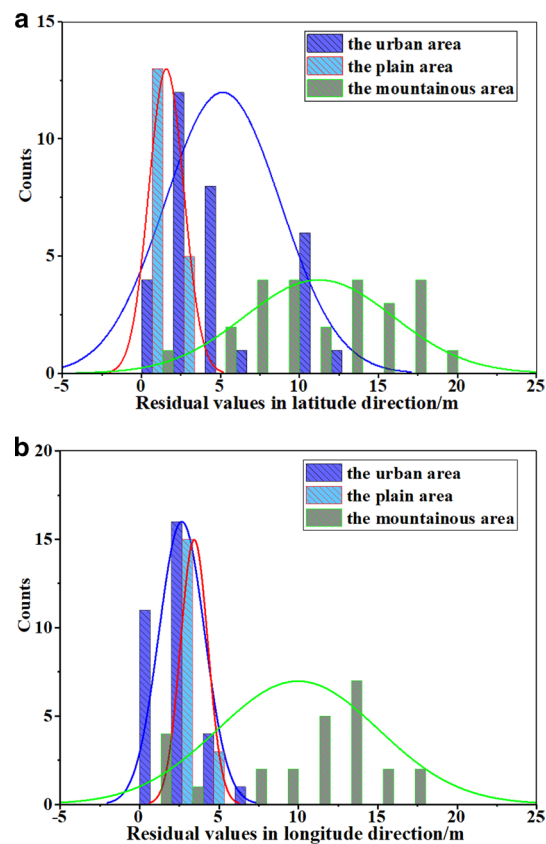 a
15
the urban area
the plain area
the mountainous area
10
Counts
5
0
-5 0 5 10 15 20 25
Residual values in latitude direction/m
b
20
the urban area
the plain area
the mountainous area
15
Counts
10
5
0
-5 0 5 10 15 20 25
Residual values in longitude direction/m